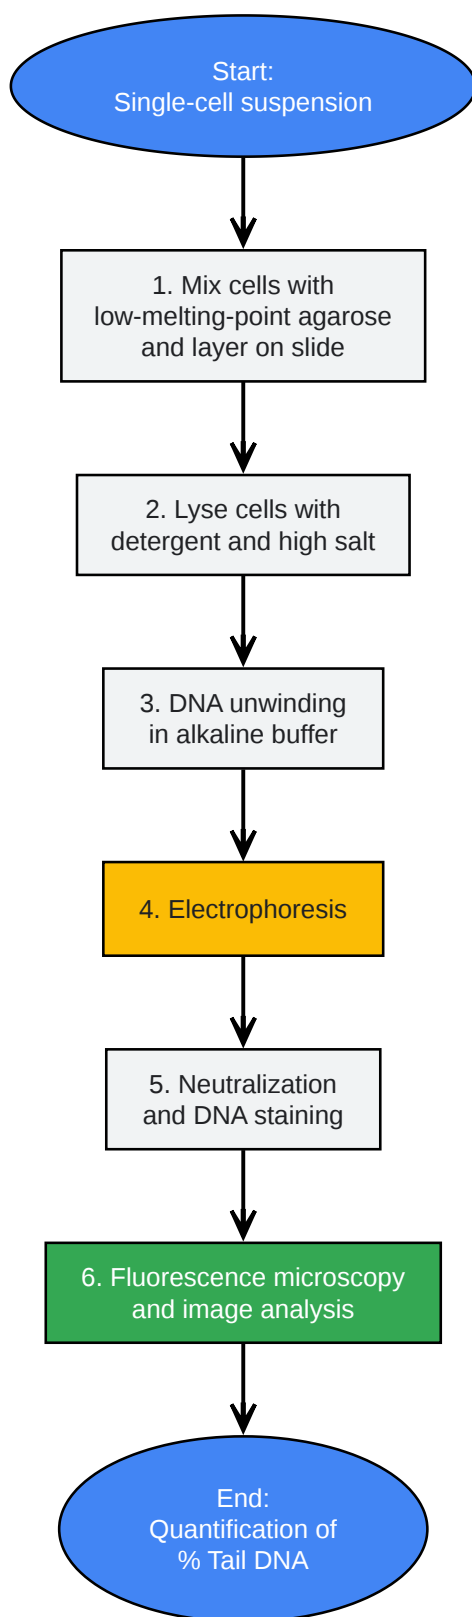 Start:
Single-cell suspension
1. Mix cells with
low-melting-point agarose
and layer on slide
2. Lyse cells with
detergent and high salt
3. DNA unwinding
in alkaline buffer
4. Electrophoresis
5. Neutralization
and DNA staining
6. Fluorescence microscopy
and image analysis
End:
Quantification of
% Tail DNA